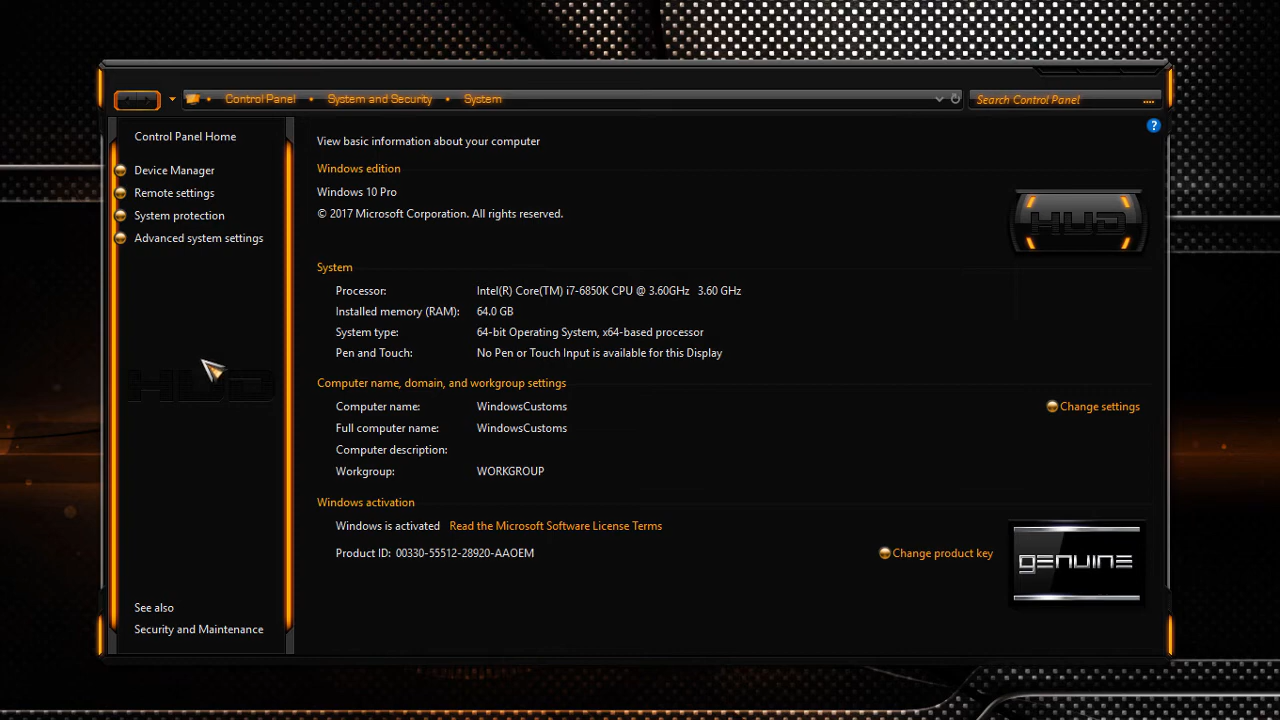 Control Panel • System and Security • System
Search Control Panel
Control Panel Home
Device Manager
Remote settings
System protection
Advanced system settings
HUD
See also
Security and Maintenance
View basic information about your computer
Windows edition
Windows 10 Pro
© 2017 Microsoft Corporation. All rights reserved.
HUD
System
Processor: Intel(R) Core(TM) i7-6850K CPU @ 3.60GHz 3.60 GHz
Installed memory (RAM): 64.0 GB
System type: 64-bit Operating System, x64-based processor
Pen and Touch: No Pen or Touch Input is available for this Display
Computer name, domain, and workgroup settings
Computer name: WindowsCustoms
Change settings
Full computer name: WindowsCustoms
Computer description:
Workgroup: WORKGROUP
Windows activation
Windows is activated Read the Microsoft Software License Terms
Product ID: 00330-55512-28920-AAOEM
Change product key
genuine